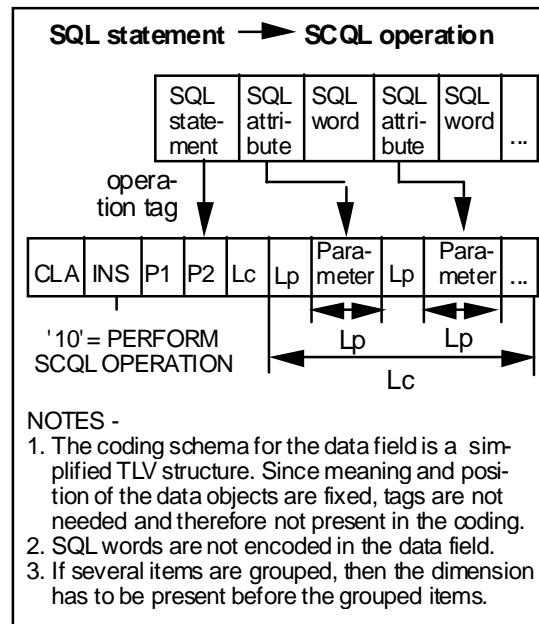 SQL statement → SCQL operation
SQL
state-
ment
SQL
attri-
bute
SQL
word
SQL
attri-
bute
SQL
word
...
opera-
tion tag
CLA
INS
P1
P2
Lc
Lp
Para-
meter
Lp
Para-
meter
...
'10' = PERFORM
SCQL OPERATION
Lp
Lp
Lc
NOTES -
1. The coding schema for the data field is a sim-
plified TLV structure. Since meaning and posi-
tion of the data objects are fixed, tags are not
needed and therefore not present in the coding.
2. SQL words are not encoded in the data field.
3. If several items are grouped, then the dimension
has to be present before the grouped items.